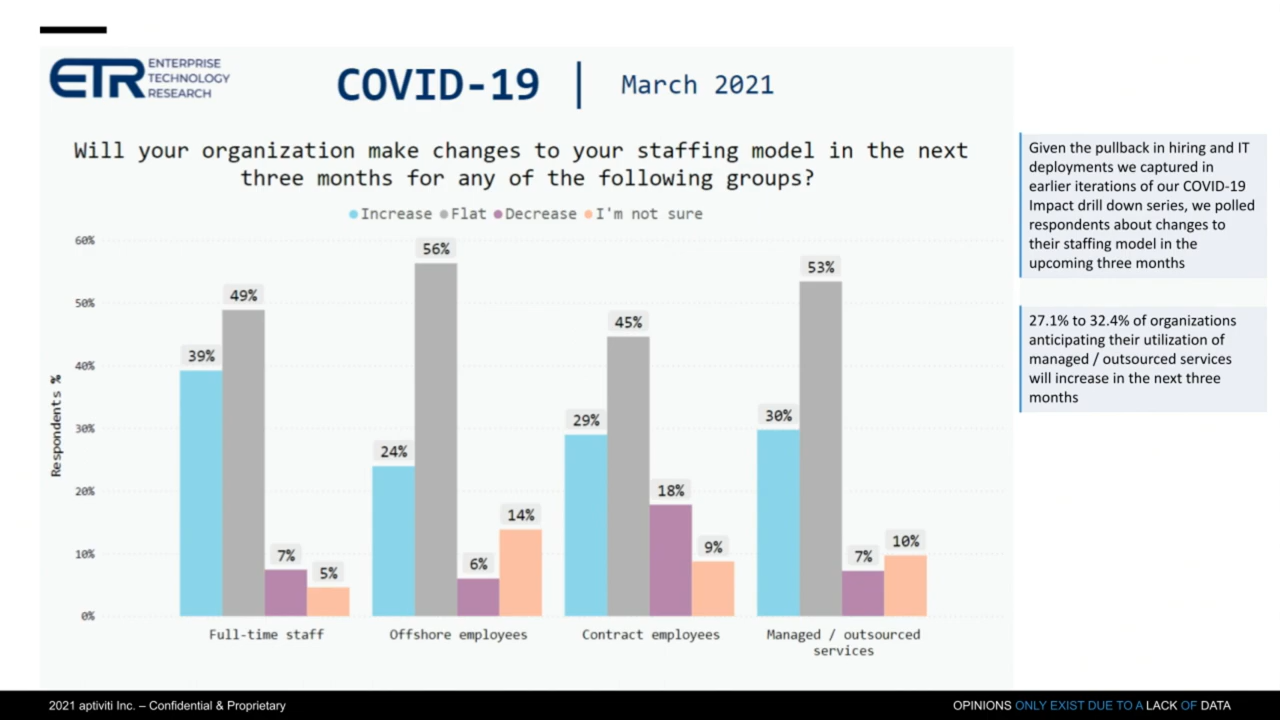 ETR ENTERPRISE
TECHNOLOGY
RESEARCH
COVID-19 | March 2021
Will your organization make changes to your staffing model in the next
three months for any of the following groups?
Increase Flat Decrease I'm not sure
Respondents %
60%
50%
40%
30%
20%
10%
0%
39%
49%
7%
5%
24%
56%
6%
14%
29%
45%
18%
9%
30%
53%
7%
10%
Full-time staff
Offshore employees
Contract employees
Managed / outsourced
services
Given the pullback in hiring and IT
deployments we captured in
earlier iterations of our COVID-19
Impact drill down series, we polled
respondents about changes to
their staffing model in the
upcoming three months
27.1% to 32.4% of organizations
anticipating their utilization of
managed / outsourced services
will increase in the next three
months
2021 aptiviti Inc. – Confidential & Proprietary
OPINIONS ONLY EXIST DUE TO A LACK OF DATA